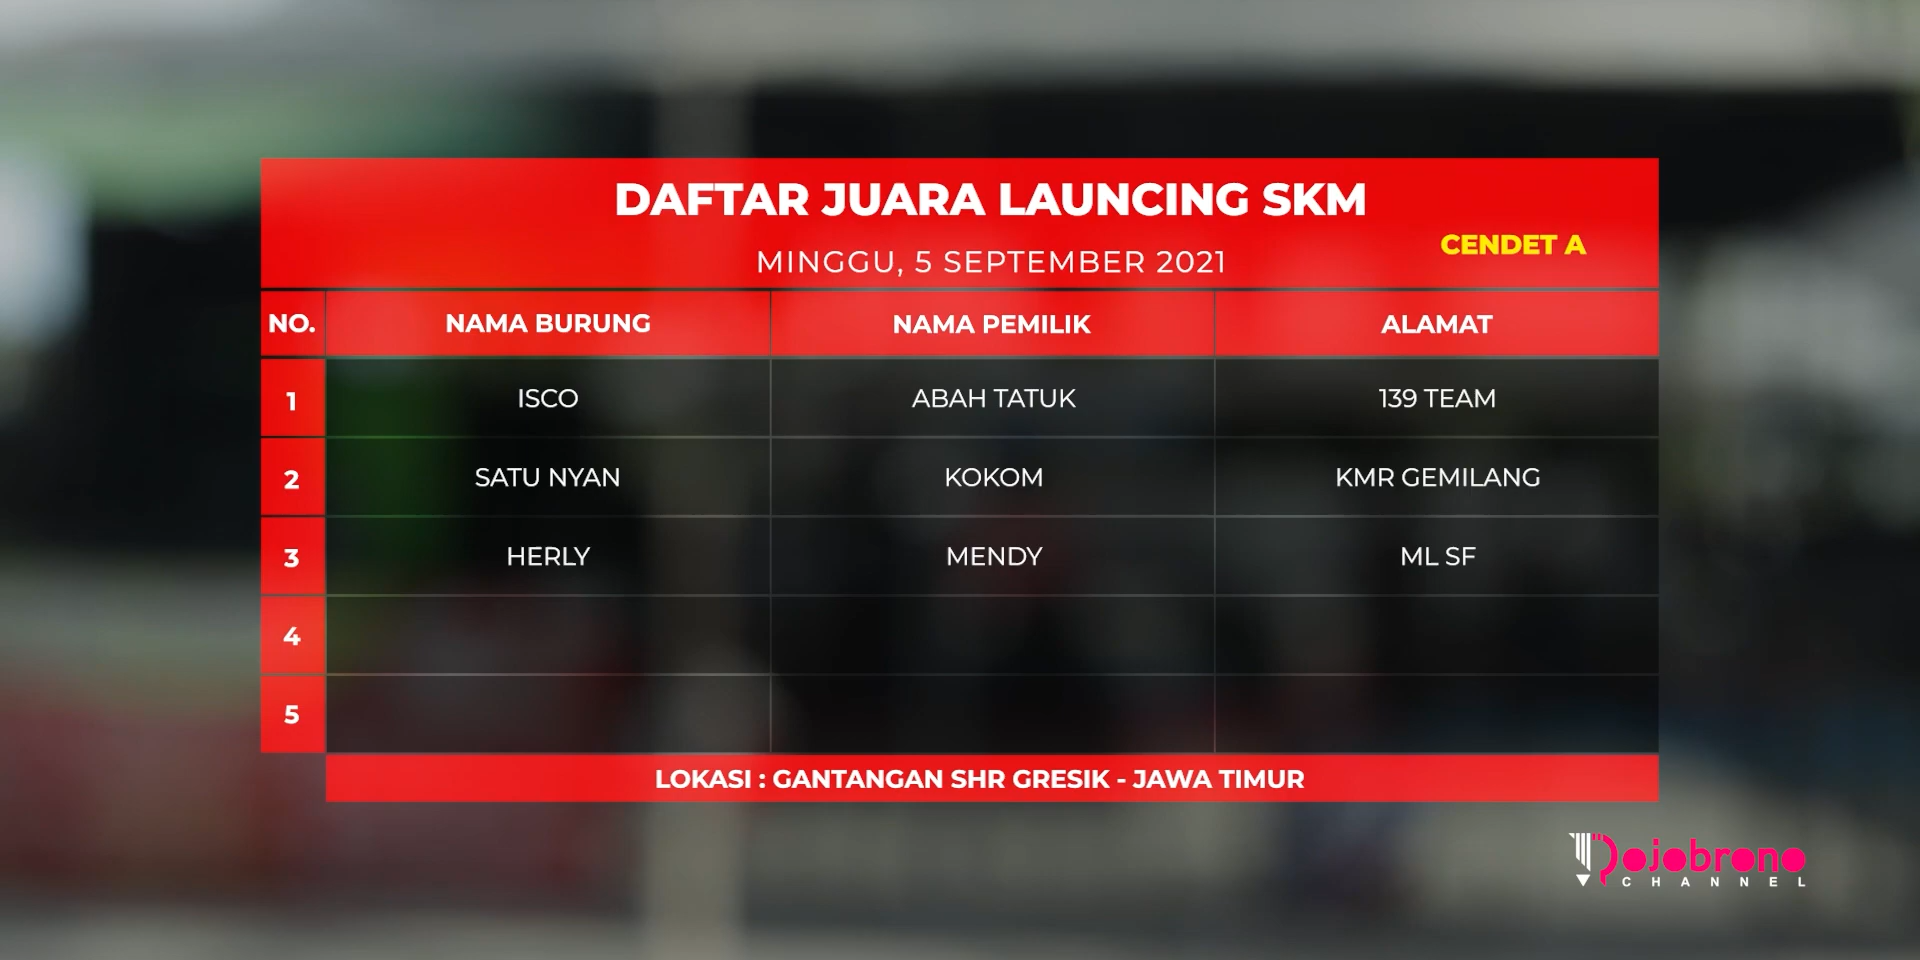 DAFTAR JUARA LAUNCING SKM
MINGGU, 5 SEPTEMBER 2021
CENDET A
NO. NAMA BURUNG NAMA PEMILIK ALAMAT
1 ISCO ABAH TATUK 139 TEAM
2 SATU NYAN KOKOM KMR GEMILANG
3 HERLY MENDY ML SF
4
5
LOKASI : GANTANGAN SHR GRESIK - JAWA TIMUR
Pojobrono
CHANNEL